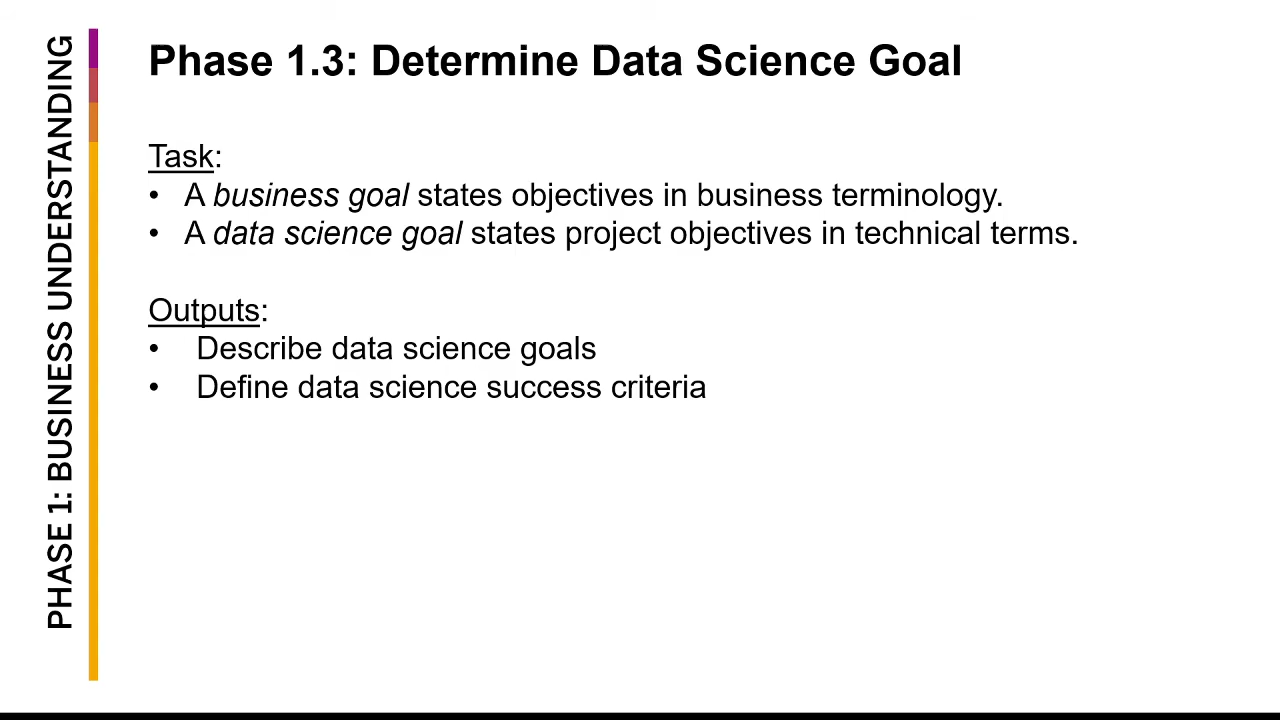 PHASE 1: BUSINESS UNDERSTANDING
Phase 1.3: Determine Data Science Goal
Task:
• A business goal states objectives in business terminology.
• A data science goal states project objectives in technical terms.
Outputs:
• Describe data science goals
• Define data science success criteria